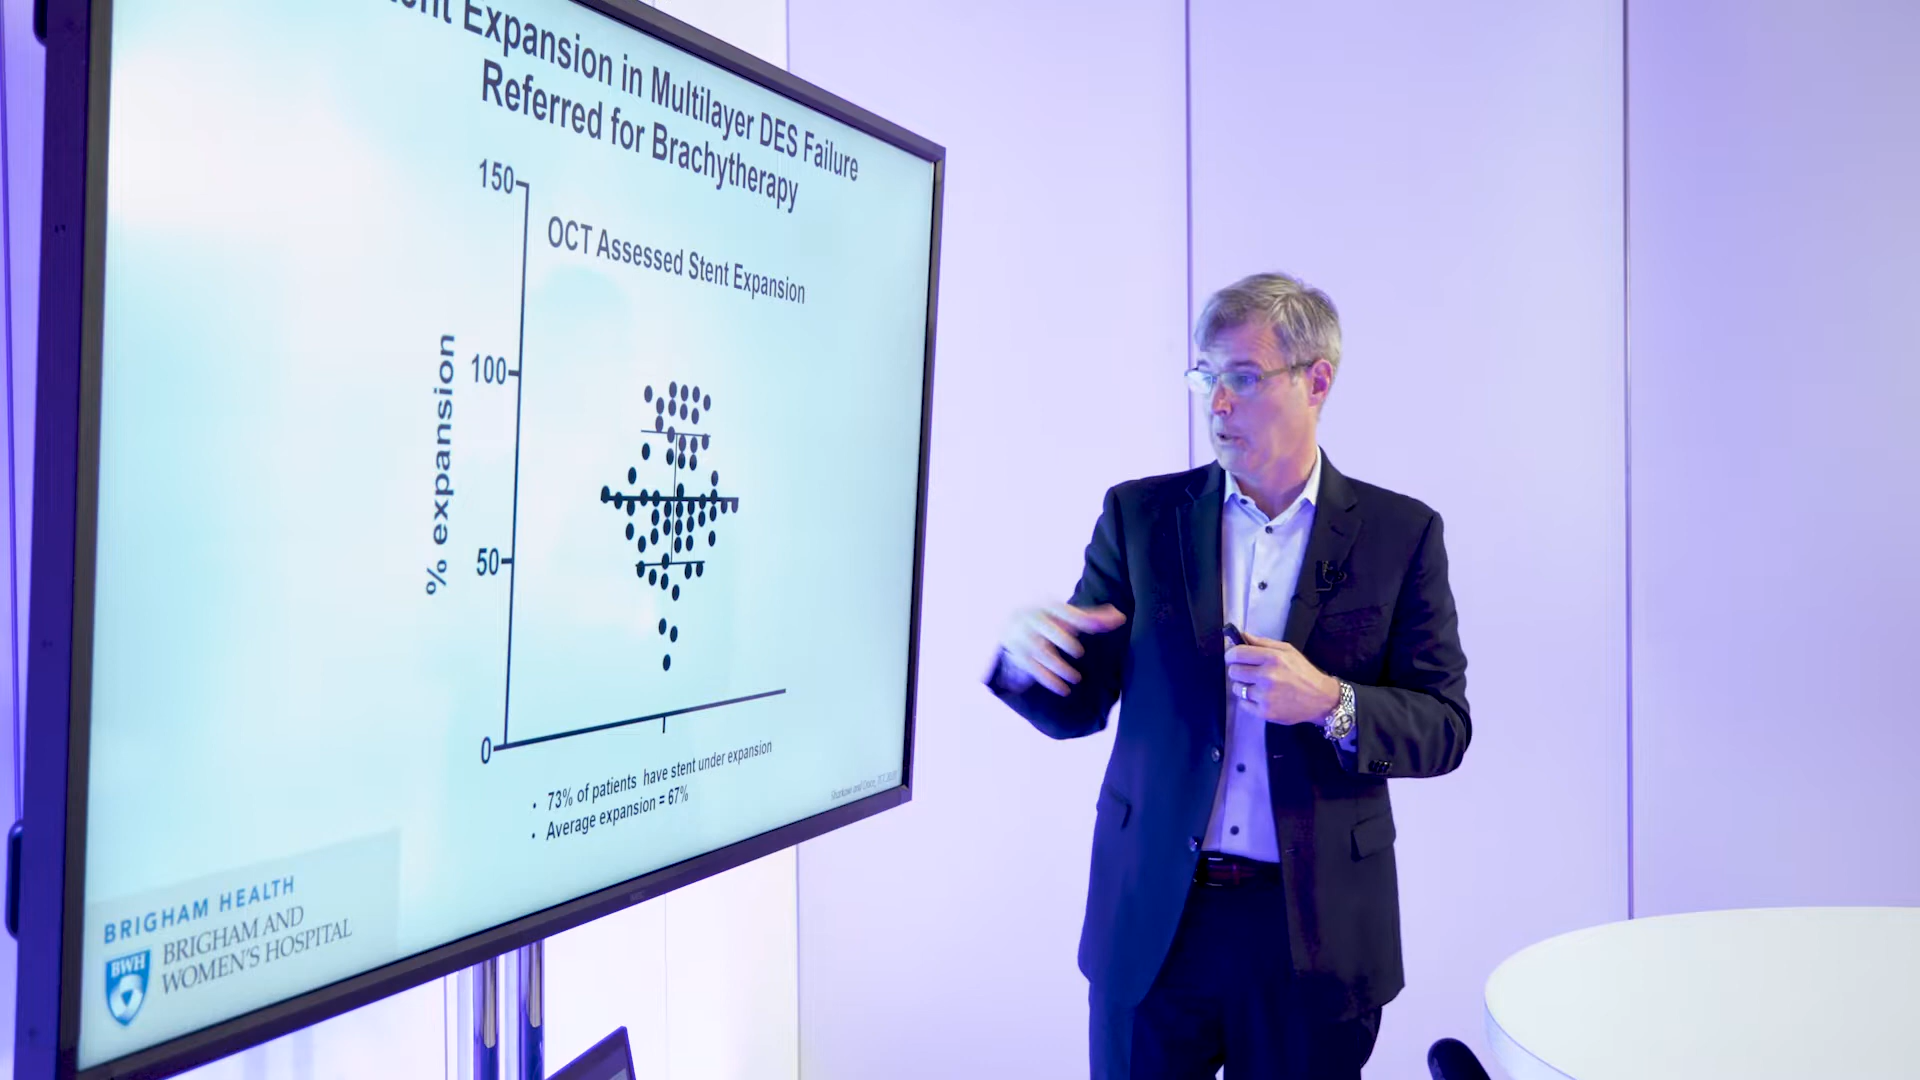 Expansion in Multilayer DES Failure
Referred for Brachytherapy
150
OCT Assessed Stent Expansion
100
% expansion
50
0
• 73% of patients have stent under expansion
• Average expansion = 67%
BRIGHAM HEALTH
BWH
BRIGHAM AND
WOMEN'S HOSPITAL